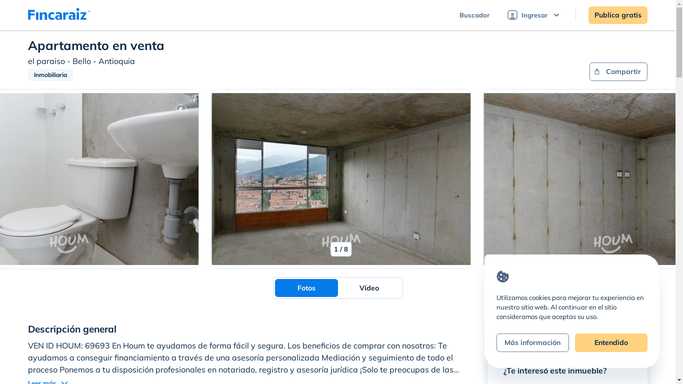 Fincaraiz
Buscador
Ingresar
Publica gratis
Apartamento en venta
el paraiso - Bello - Antioquia
Inmobiliaria
Compartir
HOUM
HOUM
HOUM
1 / 8
Fotos
Video
Descripción general
VEN ID HOUM: 69693 En Houm te ayudamos de forma fácil y segura. Los beneficios de comprar con nosotros: Te
ayudamos a conseguir financiamiento a través de una asesoría personalizada Mediación y seguimiento de todo el
proceso Ponemos a tu disposición profesionales en notariado, registro y asesoría jurídica ¡Solo te preocupas de las...
Leer más
Utilizamos cookies para mejorar tu experiencia en
nuestro sitio web. Al continuar en el sitio
consideramos que aceptas su uso.
Más información
Entendido
¿Te interesó este inmueble?